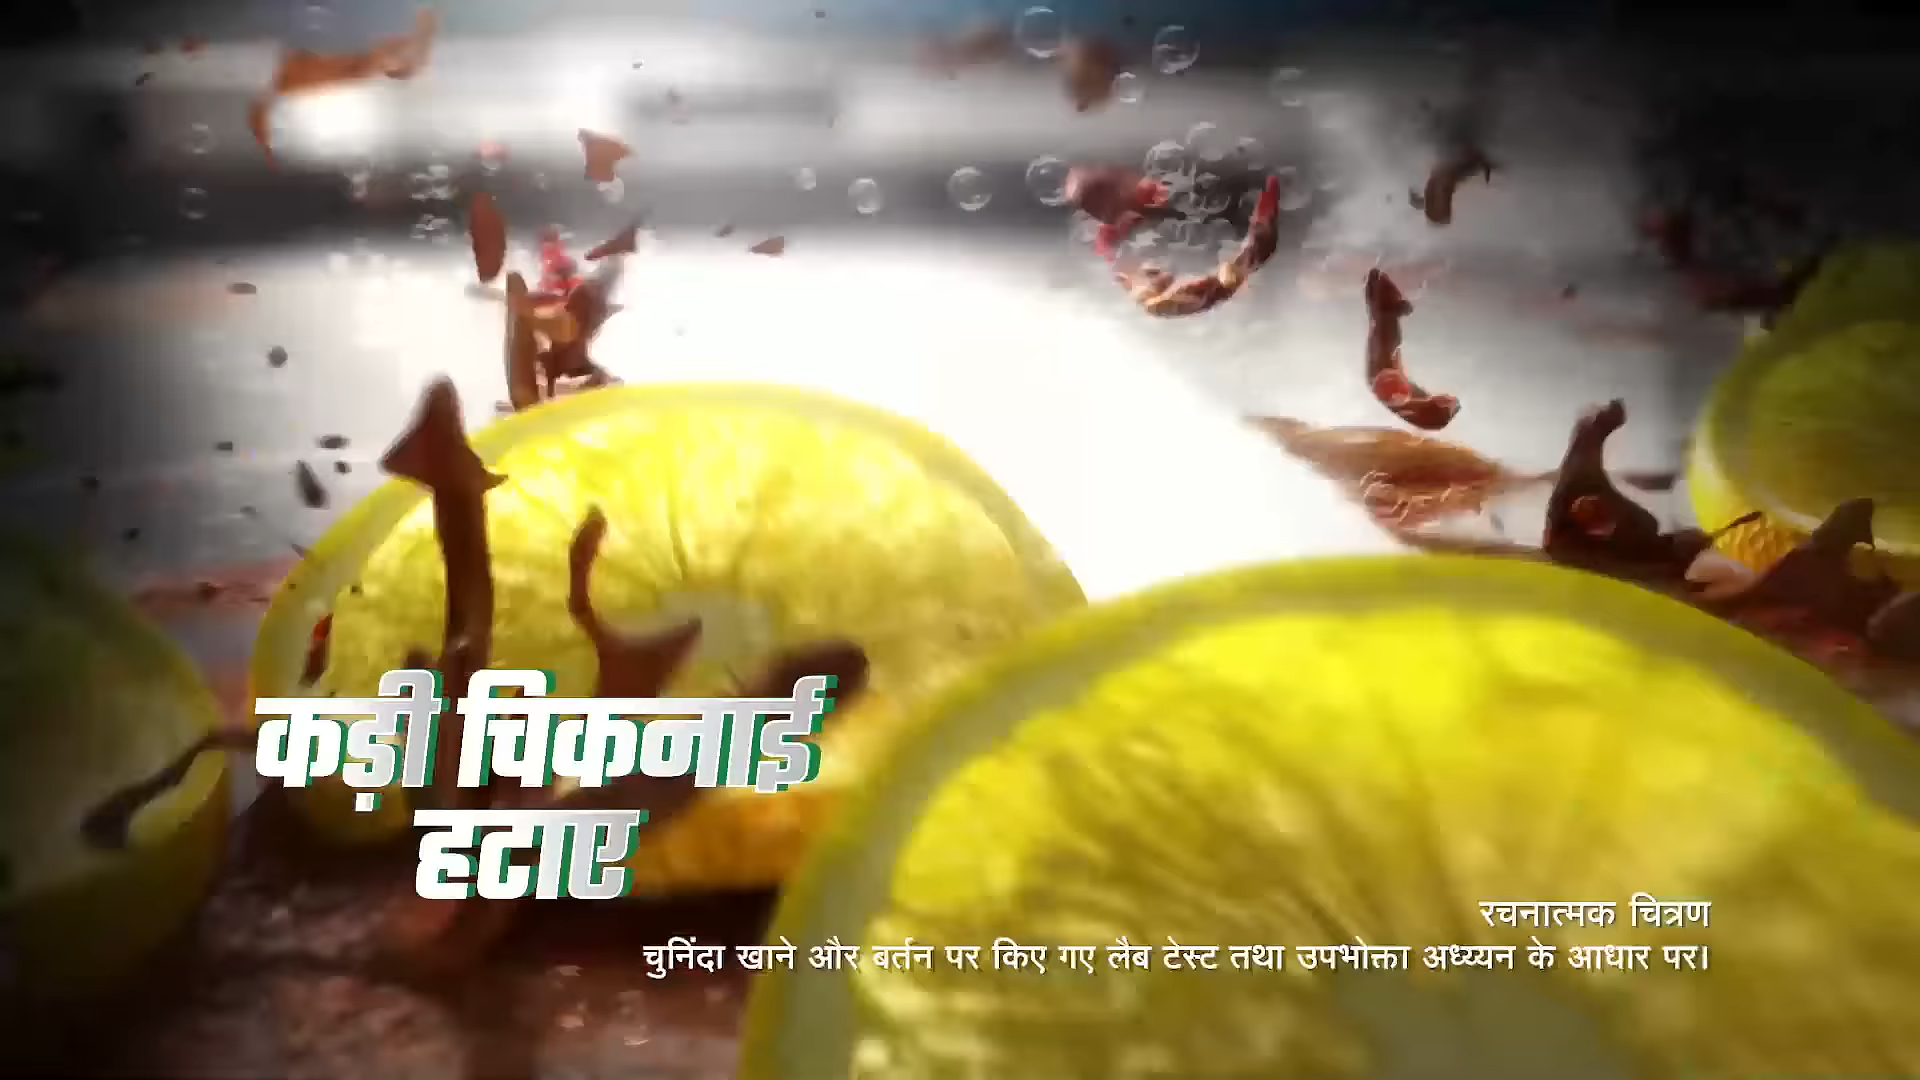 कड़ी चिकनाई
हटाए
रचनात्मक चित्रण
चुनिंदा खाने और बर्तन पर किए गए लैब टेस्ट तथा उपभोक्ता अध्ययन के आधार पर।